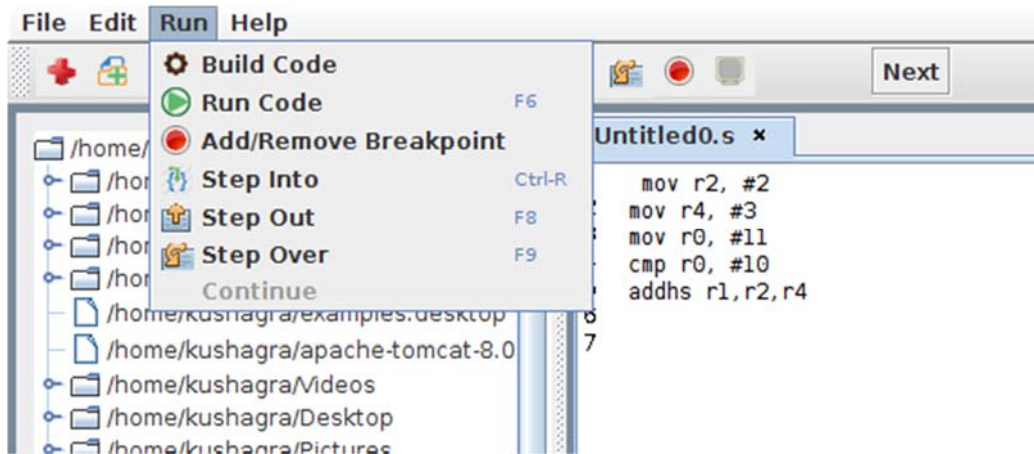 File Edit Run Help
Next
Build Code
Run Code F6
Add/Remove Breakpoint
Step Into Ctrl-R
Step Out F8
Step Over F9
Continue
/home/
/hor
/hor
/hor
/hor
/home/kushagra/examples.desktop
/home/kushagra/apache-tomcat-8.0
/home/kushagra/Videos
/home/kushagra/Desktop
/home/kushagra/Pictures
Untitled0.s ×
mov r2, #2
mov r4, #3
mov r0, #11
cmp r0, #10
addhs r1,r2,r4
6
7